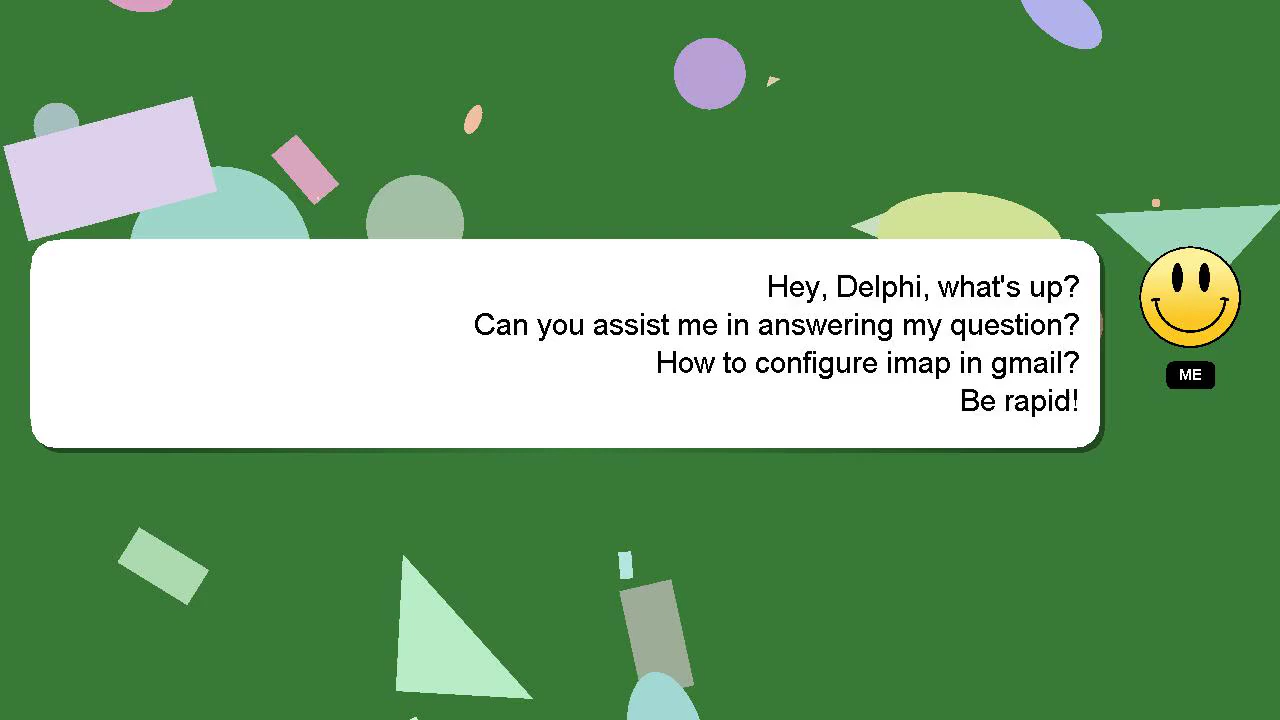 Hey, Delphi, what's up?
Can you assist me in answering my question?
How to configure imap in gmail?
Be rapid!
ME